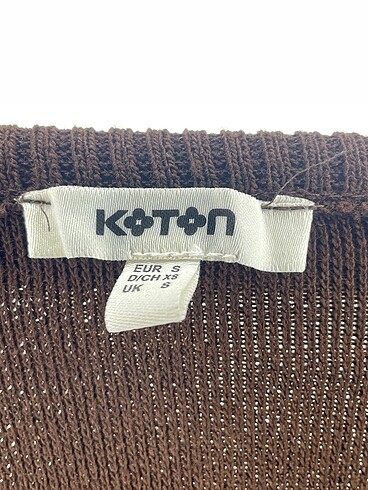 KOTON
EUR S
D/CH XS
UK S